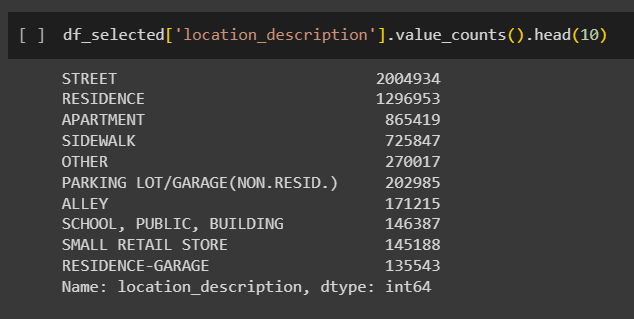 [ ] df_selected['location_description'].value_counts().head(10)
STREET 2004934
RESIDENCE 1296953
APARTMENT 865419
SIDEWALK 725847
OTHER 270017
PARKING LOT/GARAGE(NON.RESID.) 202985
ALLEY 171215
SCHOOL, PUBLIC, BUILDING 146387
SMALL RETAIL STORE 145188
RESIDENCE-GARAGE 135543
Name: location_description, dtype: int64